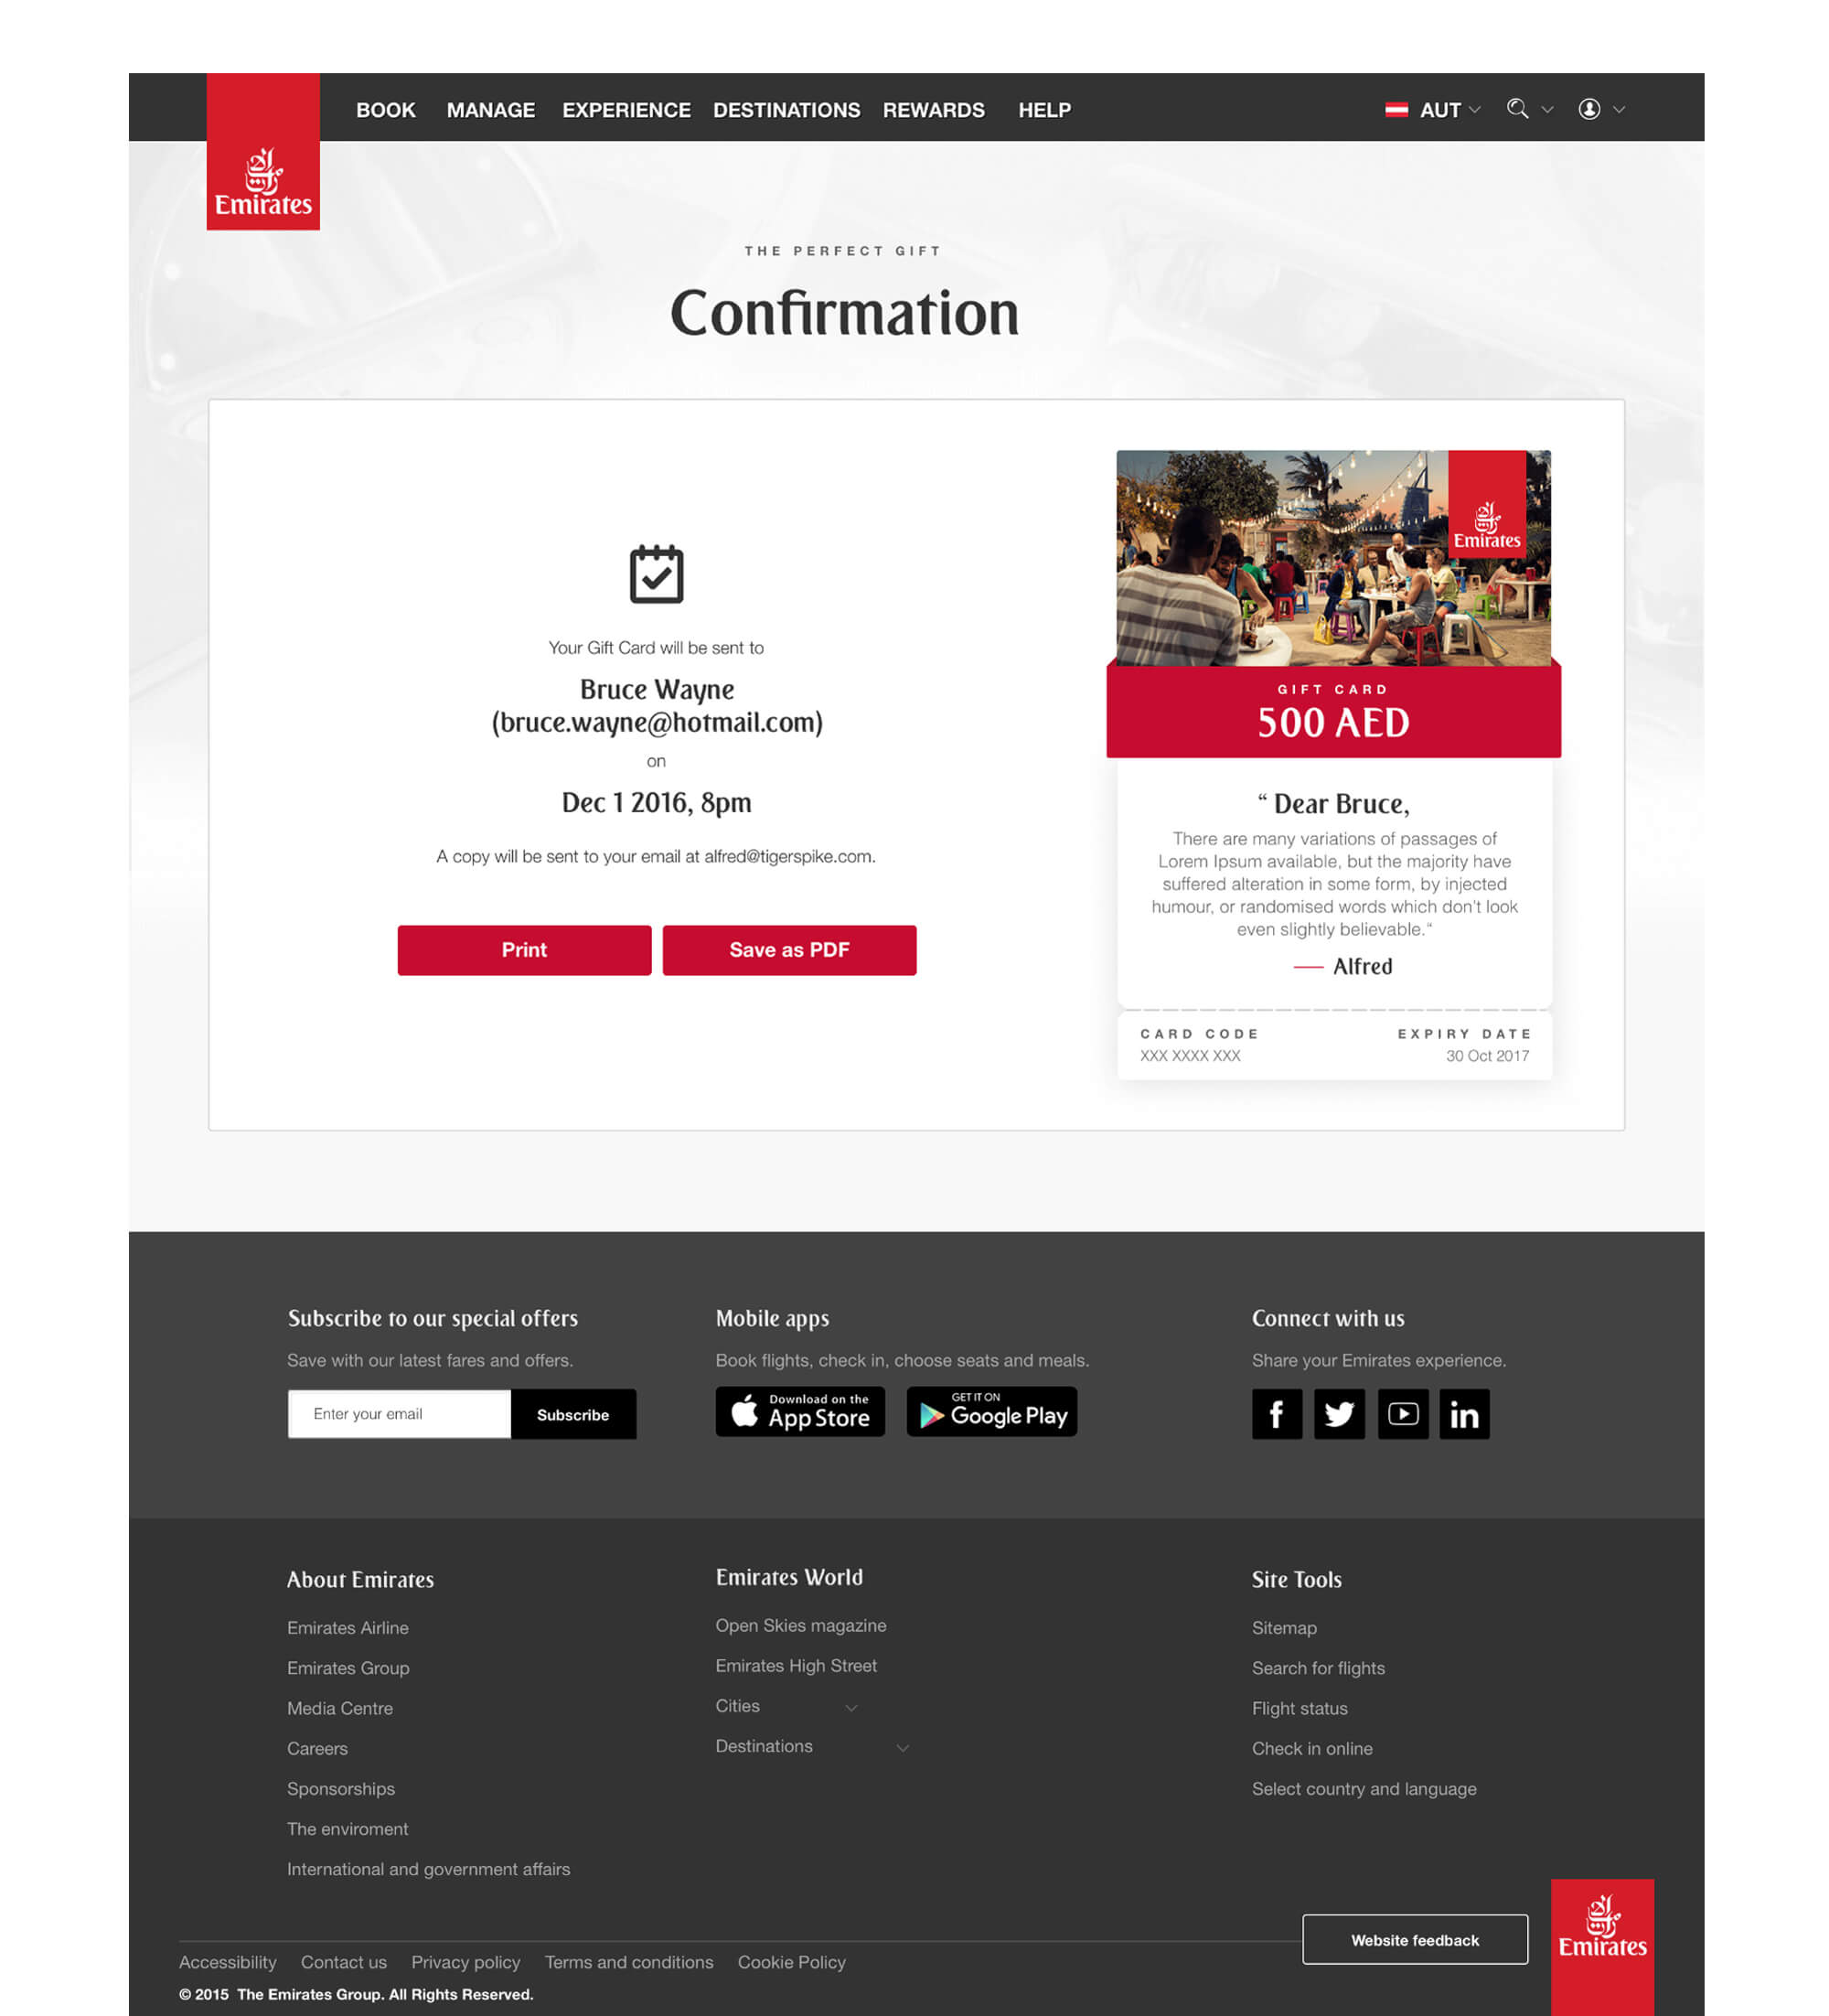 BOOK MANAGE EXPERIENCE DESTINATIONS REWARDS HELP AUT
Emirates
THE PERFECT GIFT
Confirmation
Your Gift Card will be sent to
Bruce Wayne
(bruce.wayne@hotmail.com)
on
Dec 1 2016, 8pm
A copy will be sent to your email at alfred@tigerspike.com.
Print Save as PDF
Emirates
GIFT CARD
500 AED
“ Dear Bruce,
There are many variations of passages of
Lorem Ipsum available, but the majority have
suffered alteration in some form, by injected
humour, or randomised words which don't look
even slightly believable.“
— Alfred
CARD CODE EXPIRY DATE
XXX XXXX XXX 30 Oct 2017
Subscribe to our special offers
Save with our latest fares and offers.
Enter your email Subscribe
Mobile apps
Book flights, check in, choose seats and meals.
Download on the
App Store
GET IT ON
Google Play
Connect with us
Share your Emirates experience.
About Emirates
Emirates Airline
Emirates Group
Media Centre
Careers
Sponsorships
The enviroment
International and government affairs
Emirates World
Open Skies magazine
Emirates High Street
Cities
Destinations
Site Tools
Sitemap
Search for flights
Flight status
Check in online
Select country and language
Website feedback
Emirates
Accessibility Contact us Privacy policy Terms and conditions Cookie Policy
© 2015 The Emirates Group. All Rights Reserved.